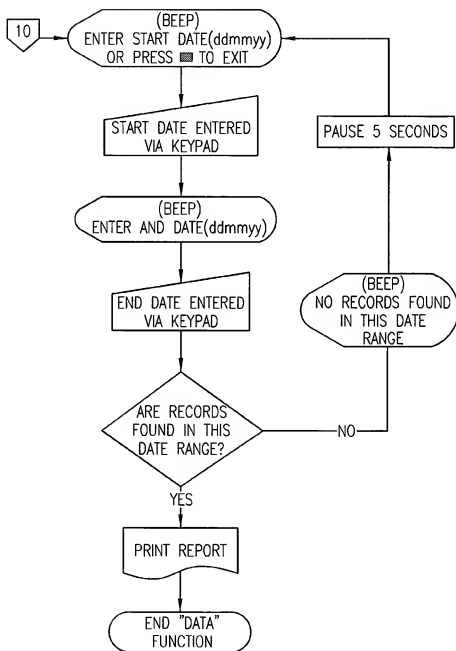 10
(BEEP)
ENTER START DATE(ddmmyy)
OR PRESS ▩ TO EXIT
START DATE ENTERED
VIA KEYPAD
PAUSE 5 SECONDS
(BEEP)
ENTER AND DATE(ddmmyy)
END DATE ENTERED
VIA KEYPAD
(BEEP)
NO RECORDS FOUND
IN THIS DATE
RANGE
ARE RECORDS
FOUND IN THIS
DATE RANGE?
NO
YES
PRINT REPORT
END "DATA"
FUNCTION